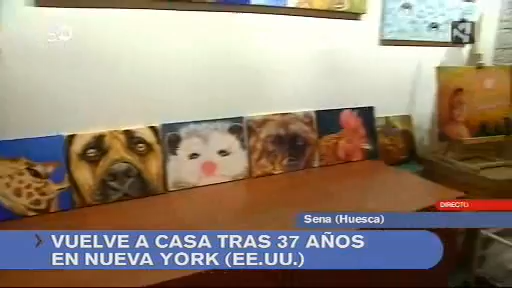 Sena (Huesca)
DIRECTO
VUELVE A CASA TRAS 37 AÑOS
EN NUEVA YORK (EE.UU.)